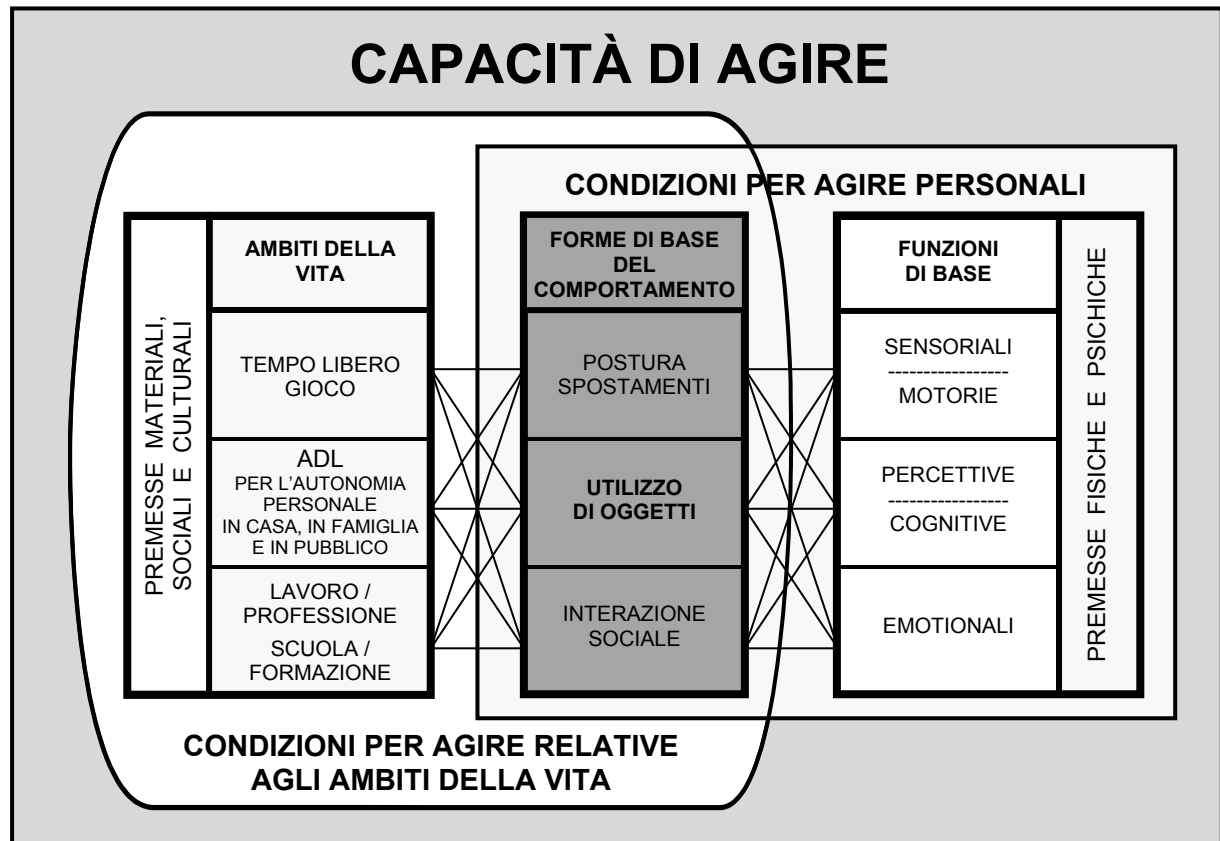 CAPACITÀ DI AGIRE
CONDIZIONI PER AGIRE PERSONALI
PREMESSE MATERIALI,
SOCIALI E CULTURALI
AMBITI DELLA
VITA
TEMPO LIBERO
GIOCO
ADL
PER L'AUTONOMIA
PERSONALE
IN CASA, IN FAMIGLIA
E IN PUBBLICO
LAVORO /
PROFESSIONE
SCUOLA /
FORMAZIONE
FORME DI BASE
DEL
COMPORTAMENTO
POSTURA
SPOSTAMENTI
UTILIZZO
DI OGGETTI
INTERAZIONE
SOCIALE
FUNZIONI
DI BASE
SENSORIALI
-----------------
MOTORIE
PERCETTIVE
-----------------
COGNITIVE
EMOTIONALI
PREMESSE FISICHE E PSICHICHE
CONDIZIONI PER AGIRE RELATIVE
AGLI AMBITI DELLA VITA